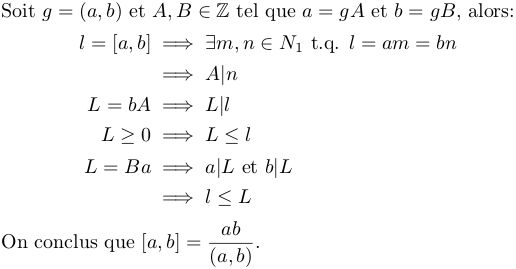 Soit g = (a, b) et A, B ∈ ℤ tel que a = gA et b = gB, alors:
l = [a, b] ⟹ ∃m, n ∈ N₁ t.q. l = am = bn
⟹ A|n
L = bA ⟹ L|l
L ≥ 0 ⟹ L ≤ l
L = Ba ⟹ a|L et b|L
⟹ l ≤ L
On conclus que [a, b] = ab/(a, b).